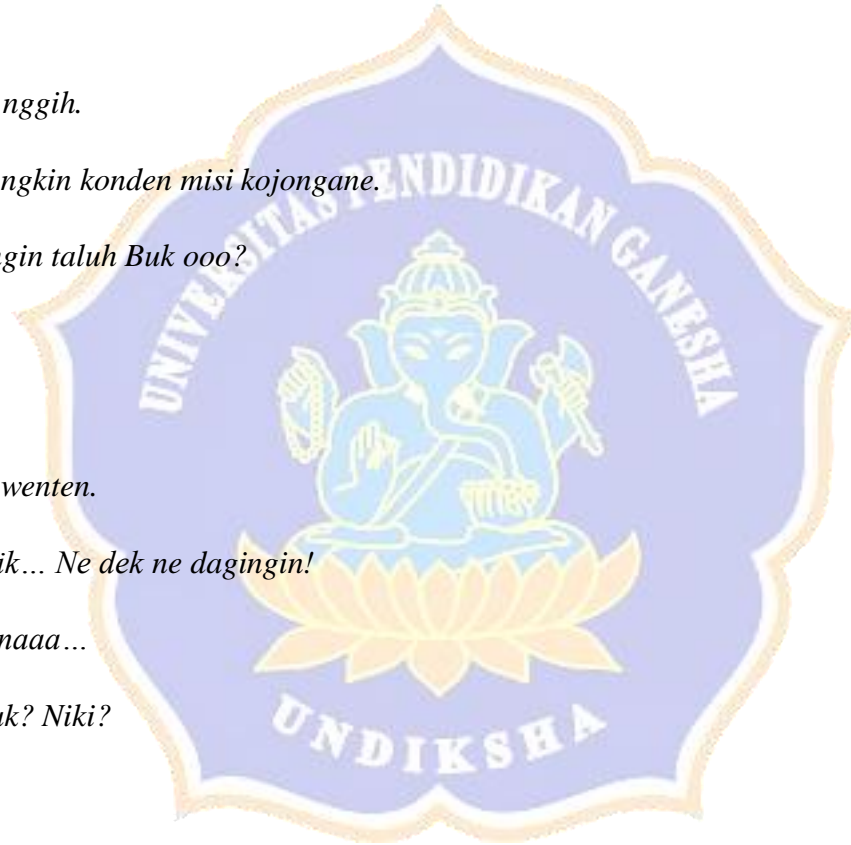 nggih.
ngkin konden misi kojongane.
ngin taluh Buk ooo?
UNIVERSITAS PENDIDIKAN GANESHA
wenten.
ik… Ne dek ne dagingin!
naaa…
uk? Niki?
UNDIKSHA